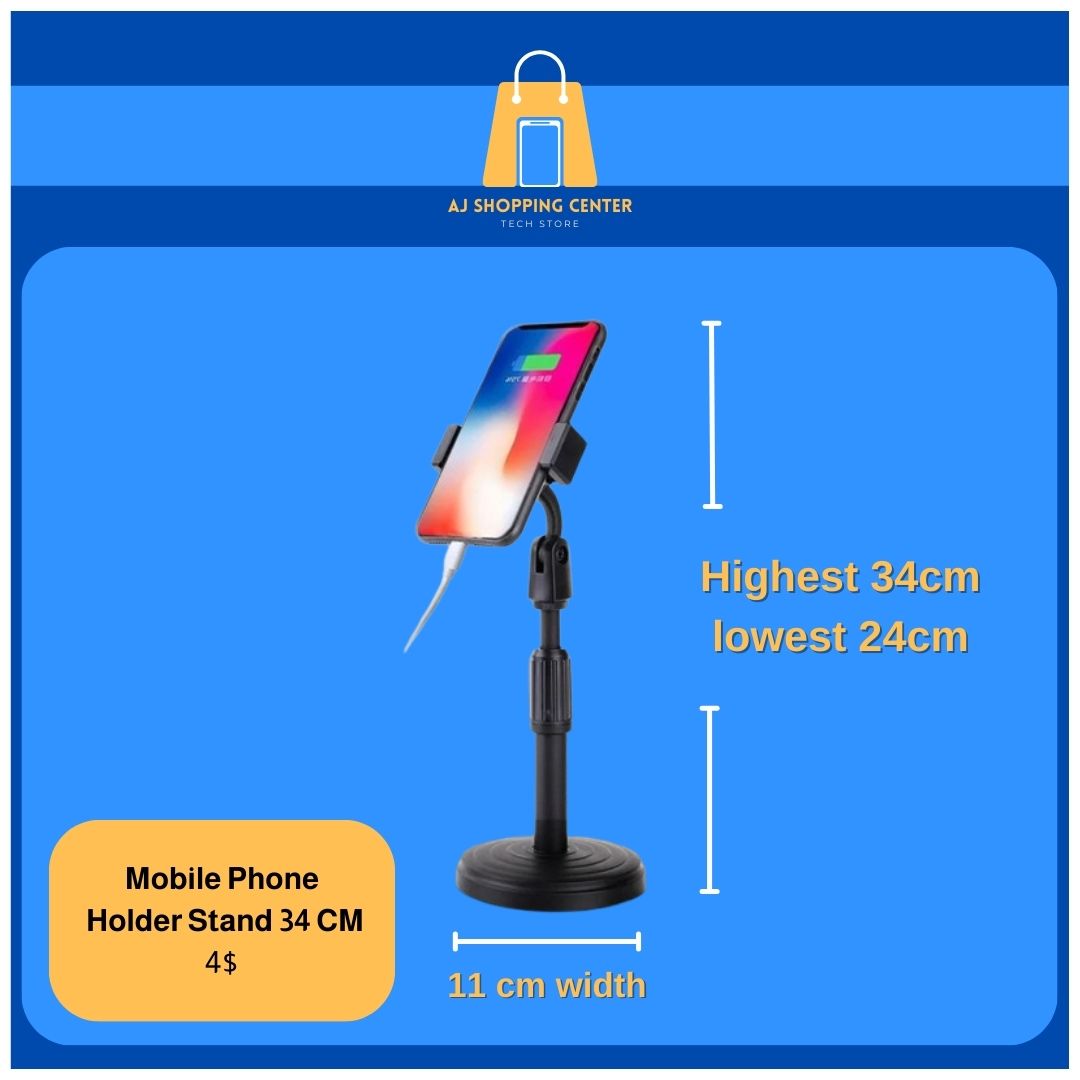 AJ SHOPPING CENTER
TECH STORE
Highest 34cm
lowest 24cm
Mobile Phone
Holder Stand 34 CM
4$
11 cm width